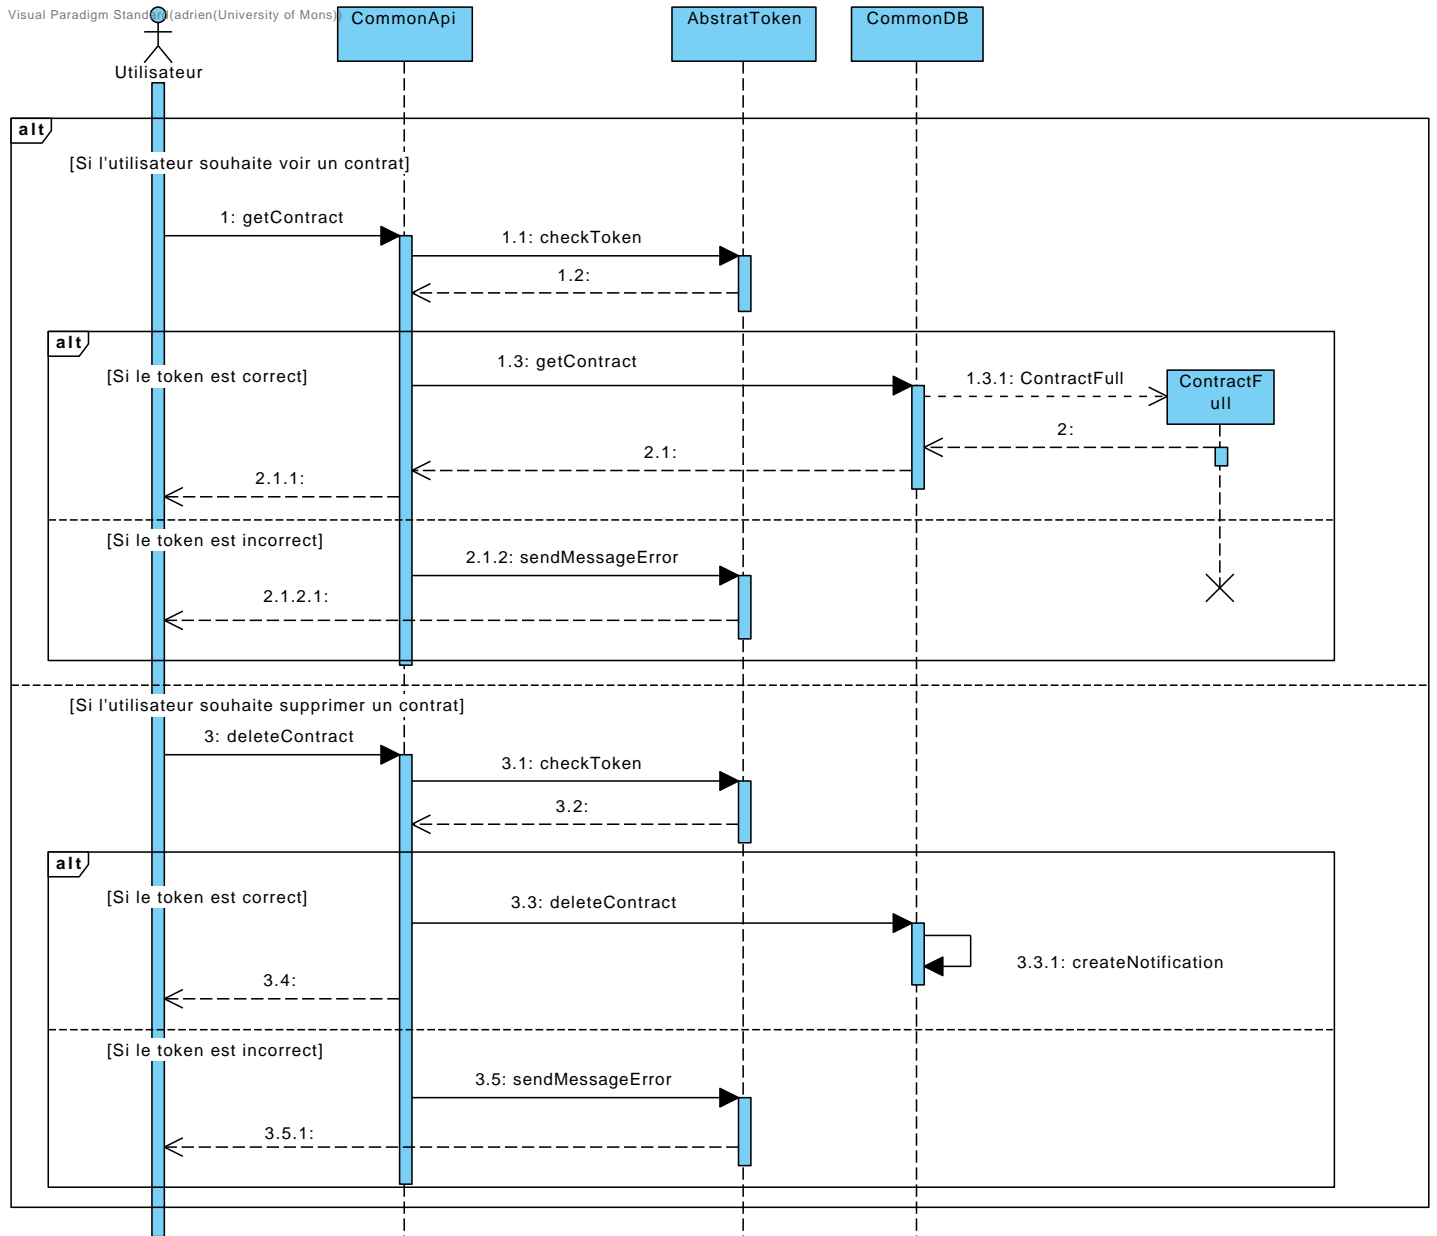 Visual Paradigm Standard(adrien(University of Mons))
Utilisateur
CommonApi
AbstratToken
CommonDB
alt
[Si l'utilisateur souhaite voir un contrat]
1: getContract
1.1: checkToken
1.2:
alt
[Si le token est correct]
1.3: getContract
1.3.1: ContractFull
ContractF
ull
2:
2.1:
2.1.1:
[Si le token est incorrect]
2.1.2: sendMessageError
2.1.2.1:
[Si l'utilisateur souhaite supprimer un contrat]
3: deleteContract
3.1: checkToken
3.2:
alt
[Si le token est correct]
3.3: deleteContract
3.3.1: createNotification
3.4:
[Si le token est incorrect]
3.5: sendMessageError
3.5.1: